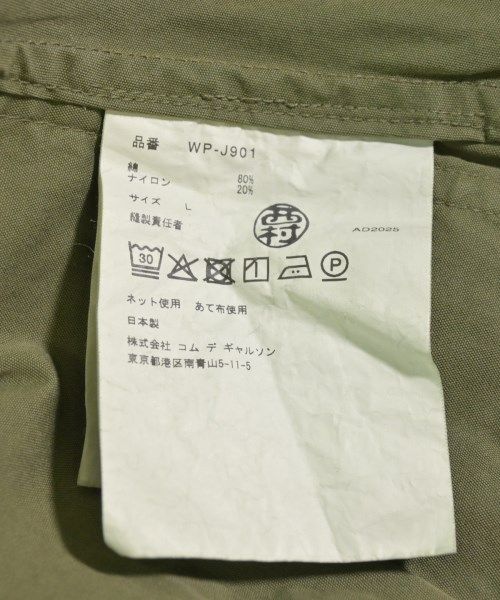 品番 WP-J901
綿 80%
ナイロン 20%
サイズ L
縫製責任者 西村 AD2025
30 P
ネット使用 あて布使用
日本製
株式会社 コム デ ギャルソン
東京都港区南青山5-11-5